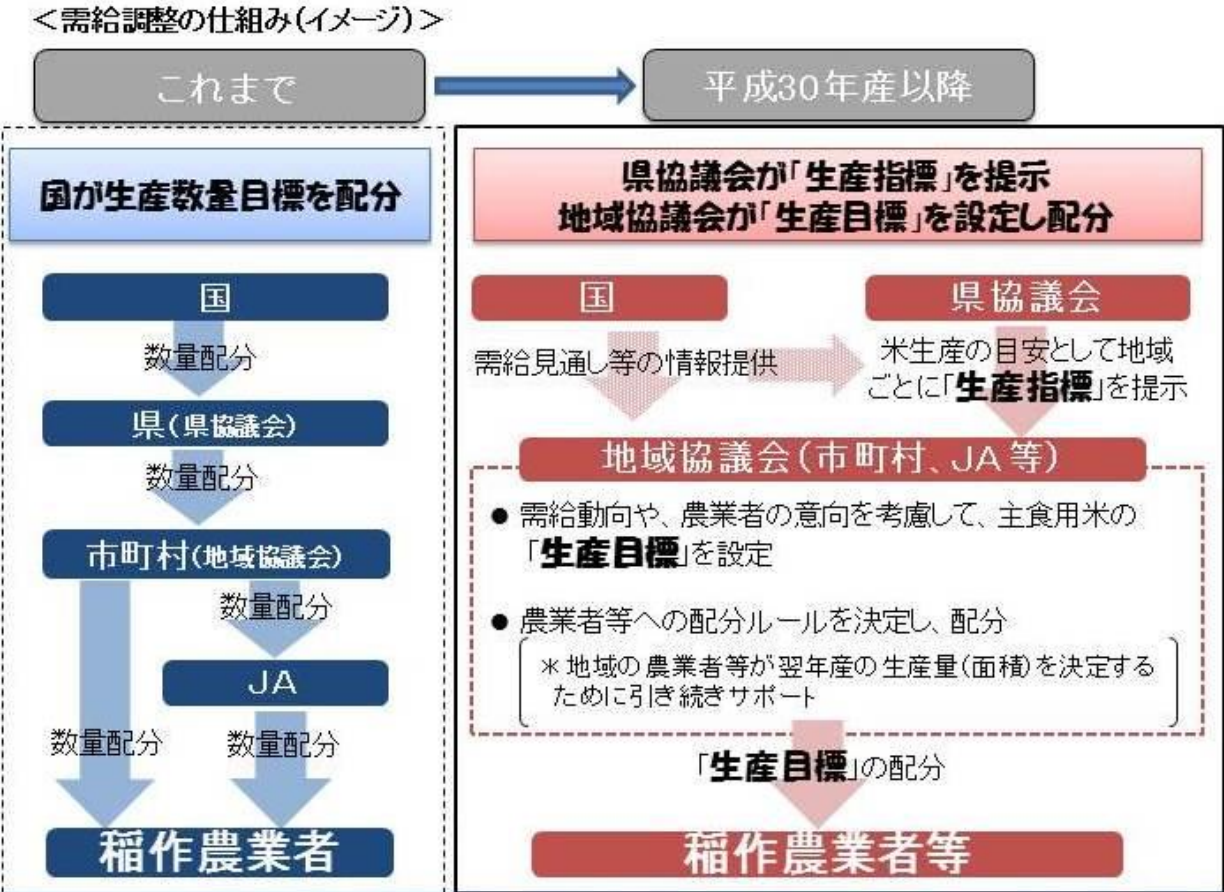 ＜需給調整の仕組み（イメージ）＞
これまで
平成30年産以降
国が生産数量目標を配分
国
数量配分
県（県協議会）
数量配分
市町村（地域協議会）
数量配分
JA
数量配分
数量配分
稲作農業者
県協議会が「生産指標」を提示
地域協議会が「生産目標」を設定し配分
国
県協議会
需給見通し等の情報提供
米生産の目安として地域
ごとに「生産指標」を提示
地域協議会（市町村、JA等）
● 需給動向や、農業者の意向を考慮して、主食用米の
「生産目標」を設定
● 農業者等への配分ルールを決定し、配分
＊地域の農業者等が翌年産の生産量（面積）を決定する
ために引き続きサポート
「生産目標」の配分
稲作農業者等